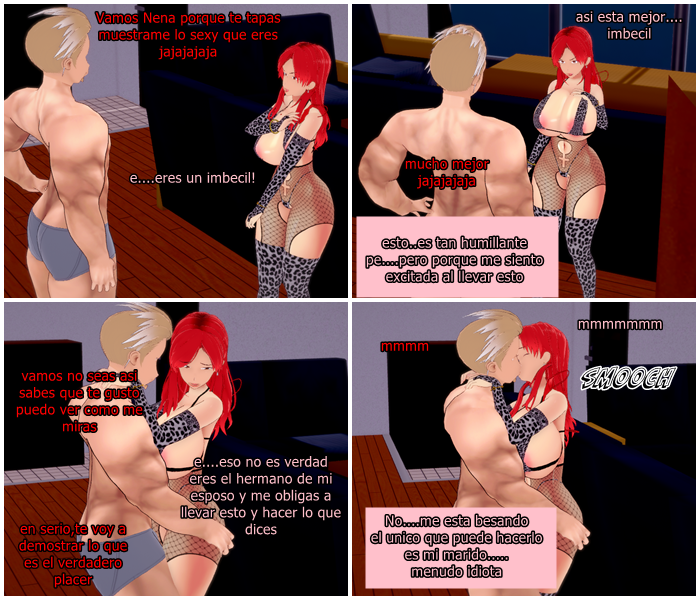 Vamos Nena porque te tapas
muestrame lo sexy que eres
jajajajaja
e....eres un imbecil!
asi esta mejor....
imbecil
mucho mejor
jajajajaja
esto..es tan humillante
pe....pero porque me siento
excitada al llevar esto
vamos no seas asi
sabes que te gusto
puedo ver como me
miras
e....eso no es verdad
eres el hermano de mi
esposo y me obligas a
llevar esto y hacer lo que
dices
en serio,te voy a
demostrar lo que
es el verdadero
placer
mmmmmmm
mmmm
SMOOCH
No....me esta besando
el unico que puede hacerlo
es mi marido.....
menudo idiota